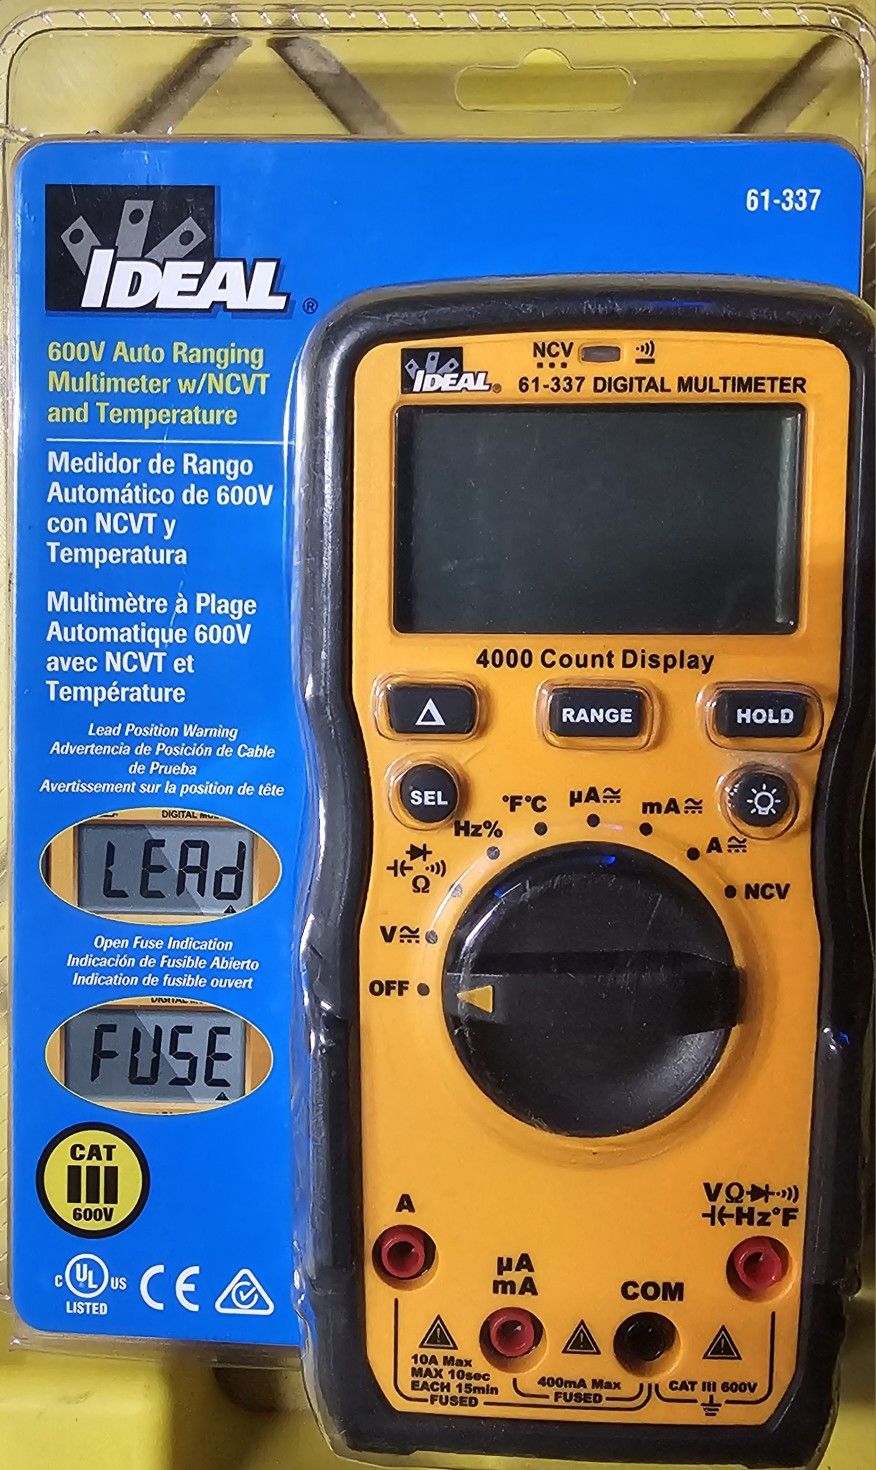 61-337
IDEAL®
600V Auto Ranging
Multimeter w/NCVT
and Temperature
Medidor de Rango
Automático de 600V
con NCVT y
Temperatura
Multimètre à Plage
Automatique 600V
avec NCVT et
Température
Lead Position Warning
Advertencia de Posición de Cable
de Prueba
Avertissement sur la position de tête
DIGITAL
LEAd
Open Fuse Indication
Indicación de Fusible Abierto
Indication de fusible ouvert
FUSE
CAT
III
600V
C UL US
LISTED
CE
NCV
IDEAL®
61-337 DIGITAL MULTIMETER
4000 Count Display
Δ
RANGE
HOLD
SEL
OFF
V≂
Ω
Hz%
°F°C
µA≂
mA≂
A≂
NCV
A
µA
mA
COM
VΩ
Hz°F
10A Max
MAX 10sec
EACH 15min
FUSED
400mA Max
FUSED
CAT III 600V